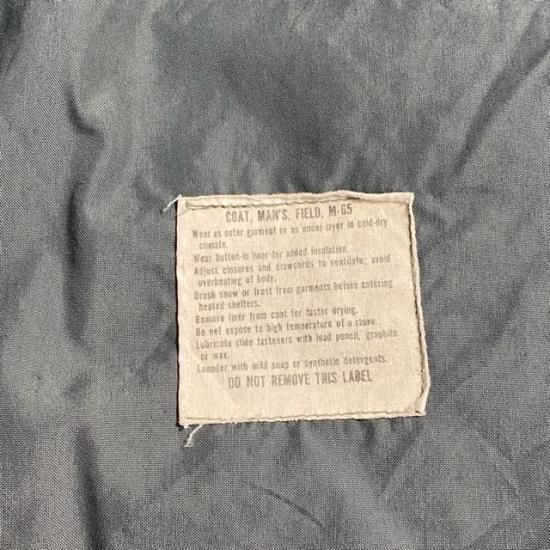 COAT, MAN'S, FIELD, M-65
Wear as outer garment or as under-layer in cold-dry
climate.
Wear button-in liner for added insulation.
Adjust closures and drawcords to ventilate; avoid
overheating of body.
Brush snow or frost from garments before entering
heated shelters.
Remove liner from coat for faster drying.
Do not expose to high temperature of a stove.
Lubricate slide fasteners with lead pencil, graphite
or wax.
Launder with mild soap or synthetic detergents.
DO NOT REMOVE THIS LABEL